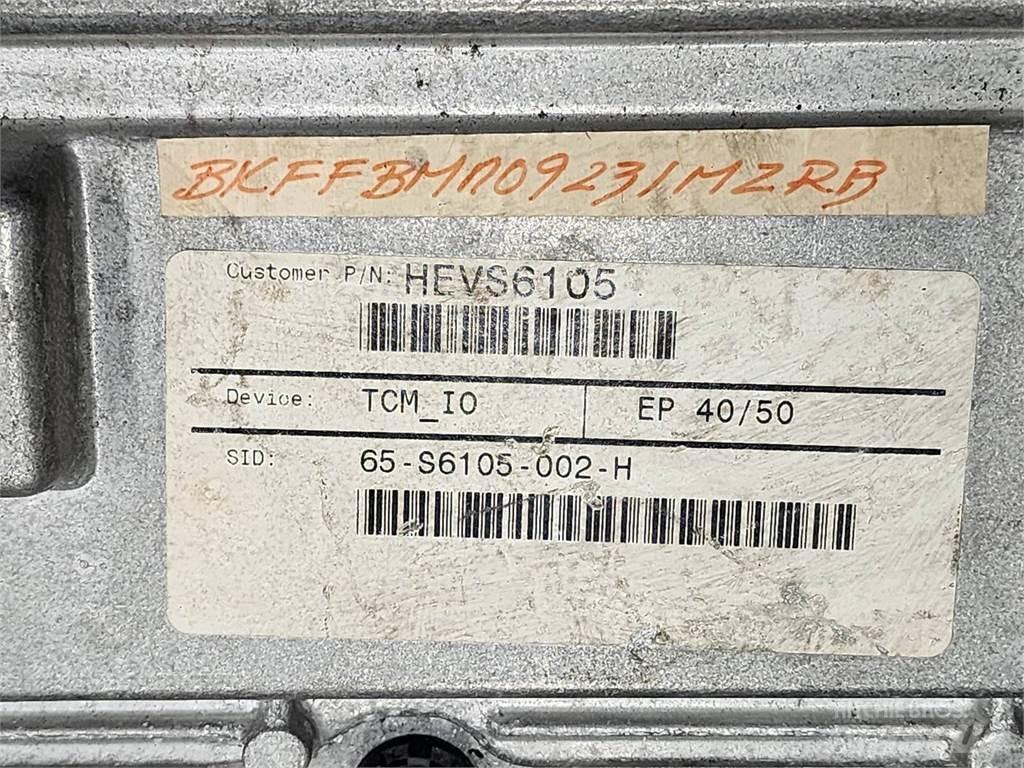 BKFFBMN09231MZRB
Customer P/N: HEVS6105
Device: TCM_IO EP 40/50
SID: 65-S6105-002-H